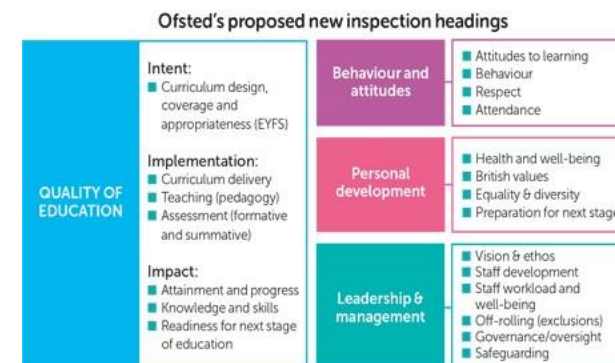 Ofsted's proposed new inspection headings
QUALITY OF
EDUCATION
Intent:
Curriculum design,
coverage and
appropriateness (EYFS)
Implementation:
Curriculum delivery
Teaching (pedagogy)
Assessment (formative
and summative)
Impact:
Attainment and progress
Knowledge and skills
Readiness for next stage
of education
Behaviour and
attitudes
Attitudes to learning
Behaviour
Respect
Attendance
Personal
development
Health and well-being
British values
Equality & diversity
Preparation for next stage
Leadership &
management
Vision & ethos
Staff development
Staff workload and
well-being
Off-rolling (exclusions)
Governance/oversight
Safeguarding